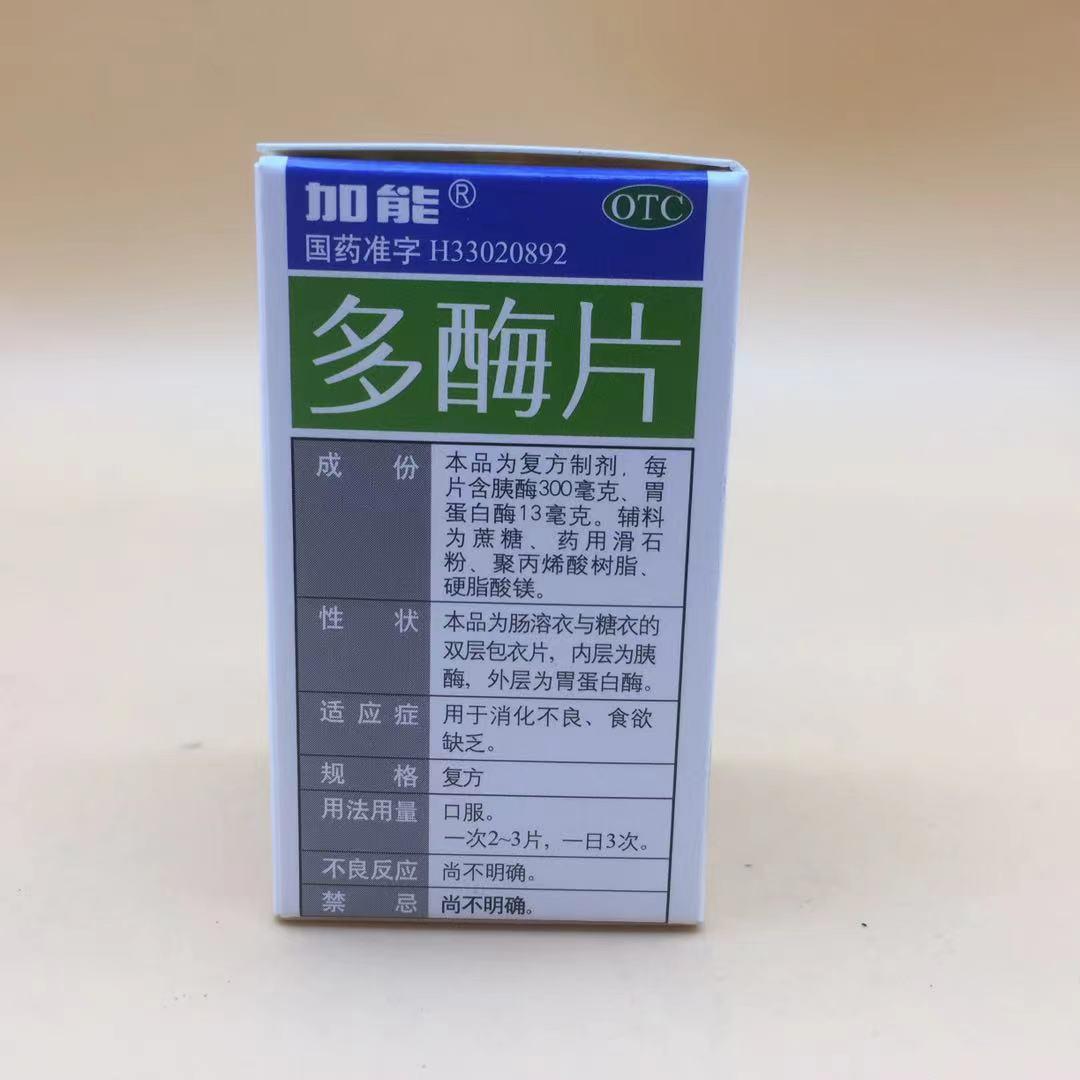 加能®
OTC
国药准字 H33020892
多酶片
成份
本品为复方制剂，每
片含胰酶300毫克、胃
蛋白酶13毫克。辅料
为蔗糖、药用滑石
粉、聚丙烯酸树脂、
硬脂酸镁。
性状
本品为肠溶衣与糖衣的
双层包衣片，内层为胰
酶，外层为胃蛋白酶。
适应症
用于消化不良、食欲
缺乏。
规格
复方
用法用量
口服。
一次2~3片，一日3次。
不良反应
尚不明确。
禁忌
尚不明确。